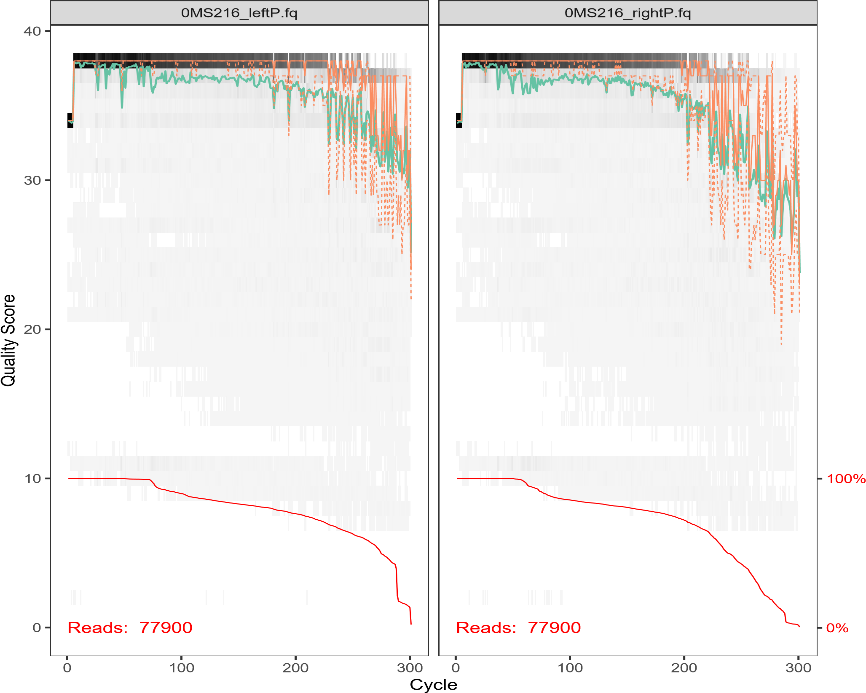 0MS216_leftP.fq
0MS216_rightP.fq
40
30
20
10
0
Quality Score
100%
0%
Reads: 77900
Reads: 77900
0
100
200
300
0
100
200
300
Cycle